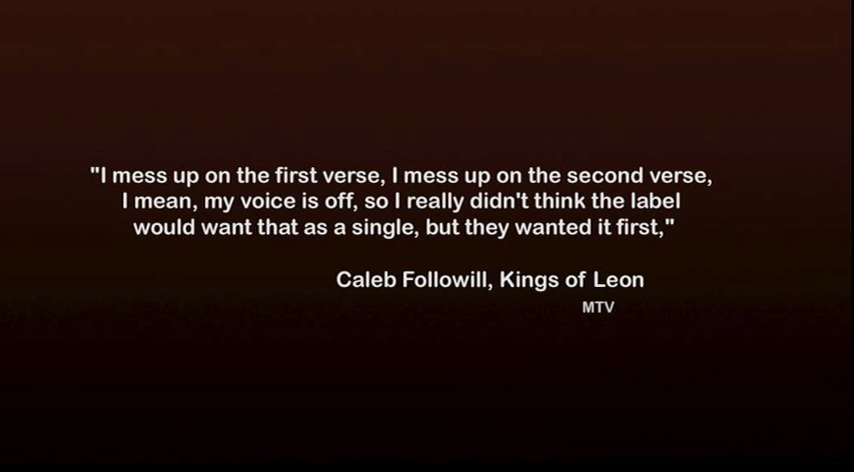 "I mess up on the first verse, I mess up on the second verse,
I mean, my voice is off, so I really didn't think the label
would want that as a single, but they wanted it first,"
Caleb Followill, Kings of Leon
MTV